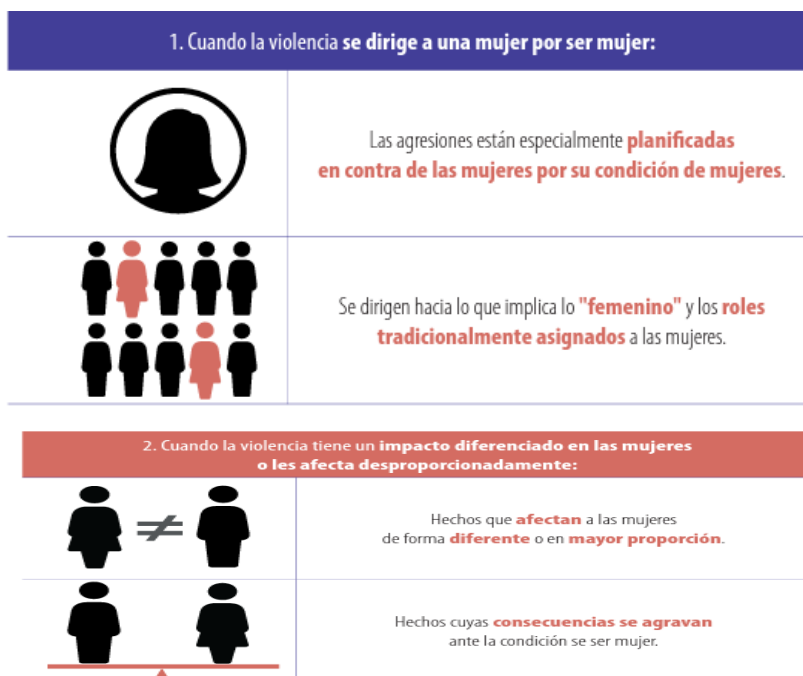 1. Cuando la violencia se dirige a una mujer por ser mujer:
Las agresiones están especialmente planificadas
en contra de las mujeres por su condición de mujeres.
Se dirigen hacia lo que implica lo "femenino" y los roles
tradicionalmente asignados a las mujeres.
2. Cuando la violencia tiene un impacto diferenciado en las mujeres
o les afecta desproporcionadamente:
≠
Hechos que afectan a las mujeres
de forma diferente o en mayor proporción.
Hechos cuyas consecuencias se agravan
ante la condición se ser mujer.